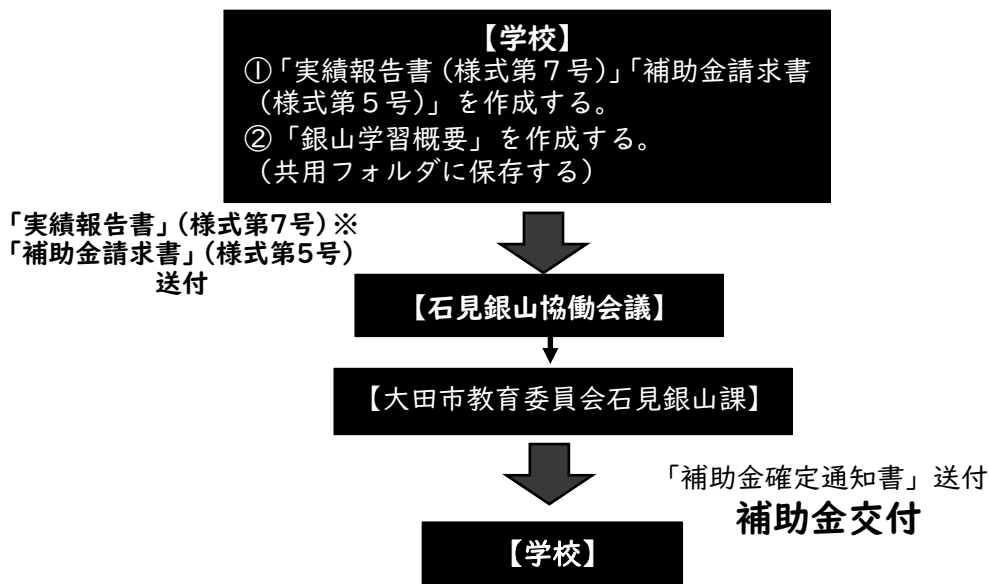 【学校】
①「実績報告書（様式第７号）」「補助金請求書
（様式第５号）」を作成する。
②「銀山学習概要」を作成する。
（共用フォルダに保存する）
「実績報告書」（様式第7号）※
「補助金請求書」（様式第5号）
送付
【石見銀山協働会議】
【大田市教育委員会石見銀山課】
「補助金確定通知書」送付
補助金交付
【学校】